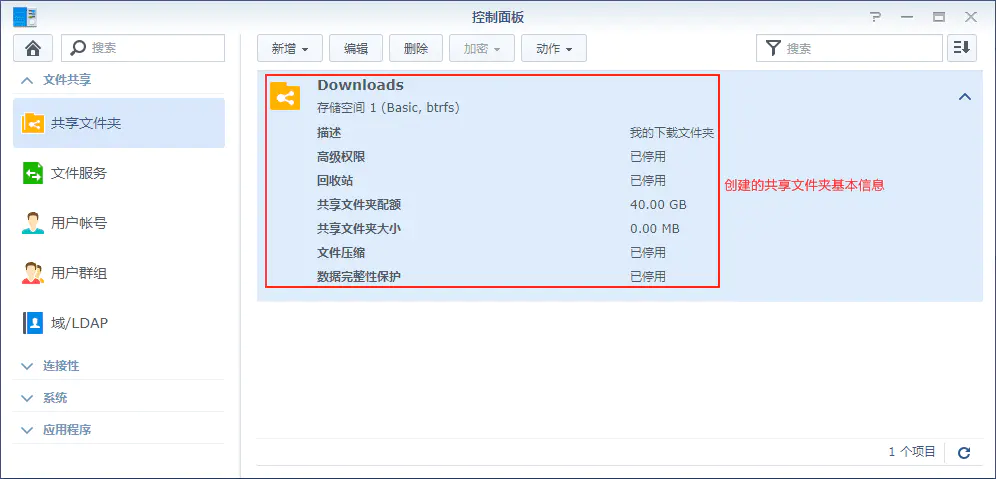 控制面板
搜索
新增 编辑 删除 加密 动作 搜索
文件共享
共享文件夹
文件服务
用户帐号
用户群组
域/LDAP
连接性
系统
应用程序
Downloads
存储空间 1 (Basic, btrfs)
描述 我的下载文件夹
高级权限 已停用
回收站 已停用
共享文件夹配额 40.00 GB
共享文件夹大小 0.00 MB
文件压缩 已停用
数据完整性保护 已停用
创建的共享文件夹基本信息
1 个项目